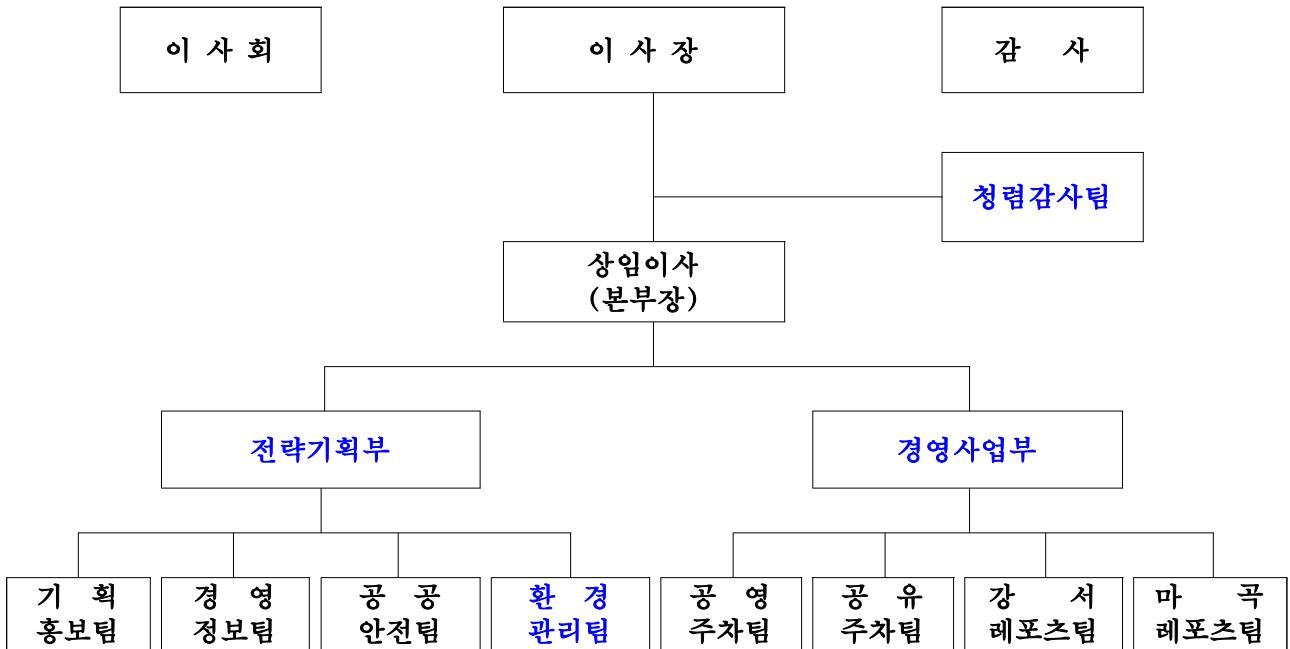 이 사 회
이 사 장
감 사
청렴감사팀
상임이사
(본부장)
전략기획부
경영사업부
기 획
홍보팀
경 영
정보팀
공 공
안전팀
환 경
관리팀
공 영
주차팀
공 유
주차팀
강 서
레포츠팀
마 곡
레포츠팀